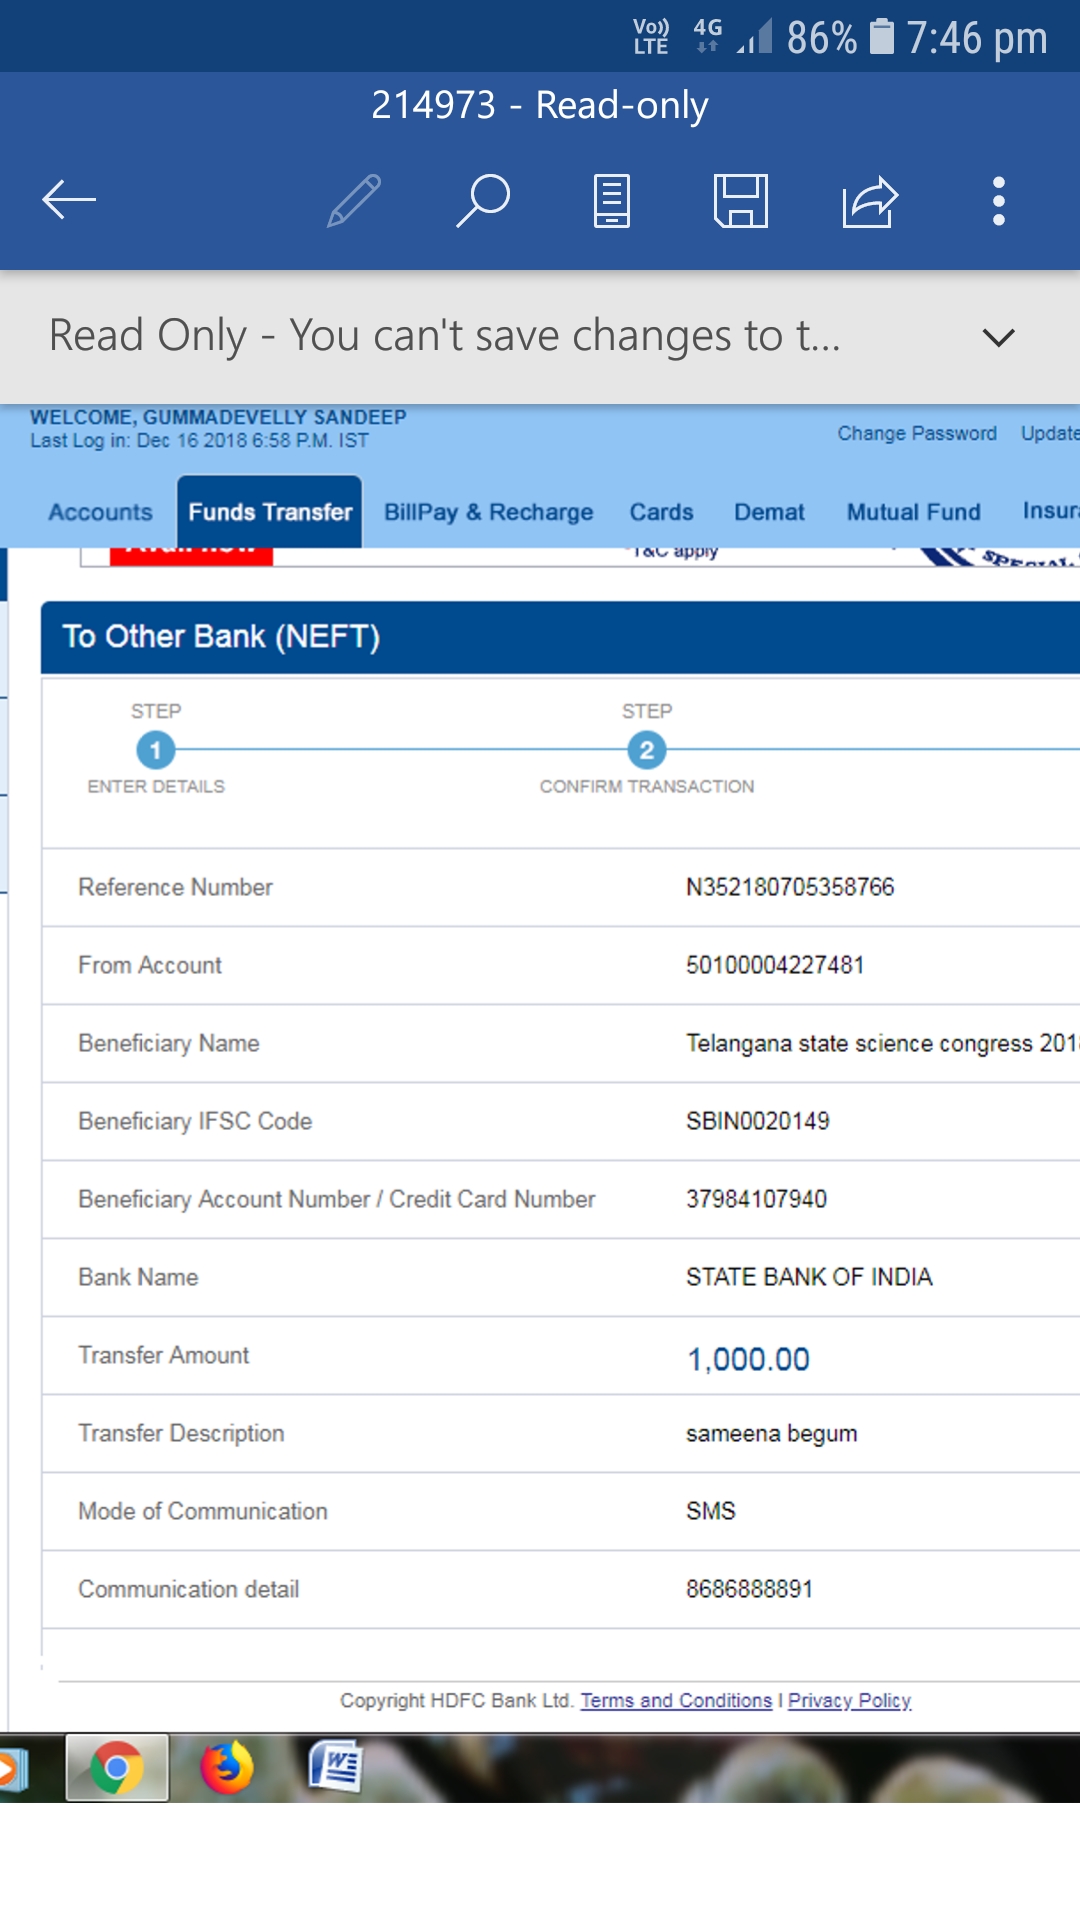 Vo)) LTE 4G 86% 7:46 pm
214973 - Read-only
Read Only - You can't save changes to t...
WELCOME, GUMMADEVELLY SANDEEP
Last Log in: Dec 16 2018 6:58 P.M. IST
Change Password Update
Accounts Funds Transfer BillPay & Recharge Cards Demat Mutual Fund Insur
*T&C apply
SPECIAL
To Other Bank (NEFT)
STEP STEP
1 2
ENTER DETAILS CONFIRM TRANSACTION
Reference Number N352180705358766
From Account 50100004227481
Beneficiary Name Telangana state science congress 201
Beneficiary IFSC Code SBIN0020149
Beneficiary Account Number / Credit Card Number 37984107940
Bank Name STATE BANK OF INDIA
Transfer Amount 1,000.00
Transfer Description sameena begum
Mode of Communication SMS
Communication detail 8686888891
Copyright HDFC Bank Ltd. Terms and Conditions I Privacy Policy
W